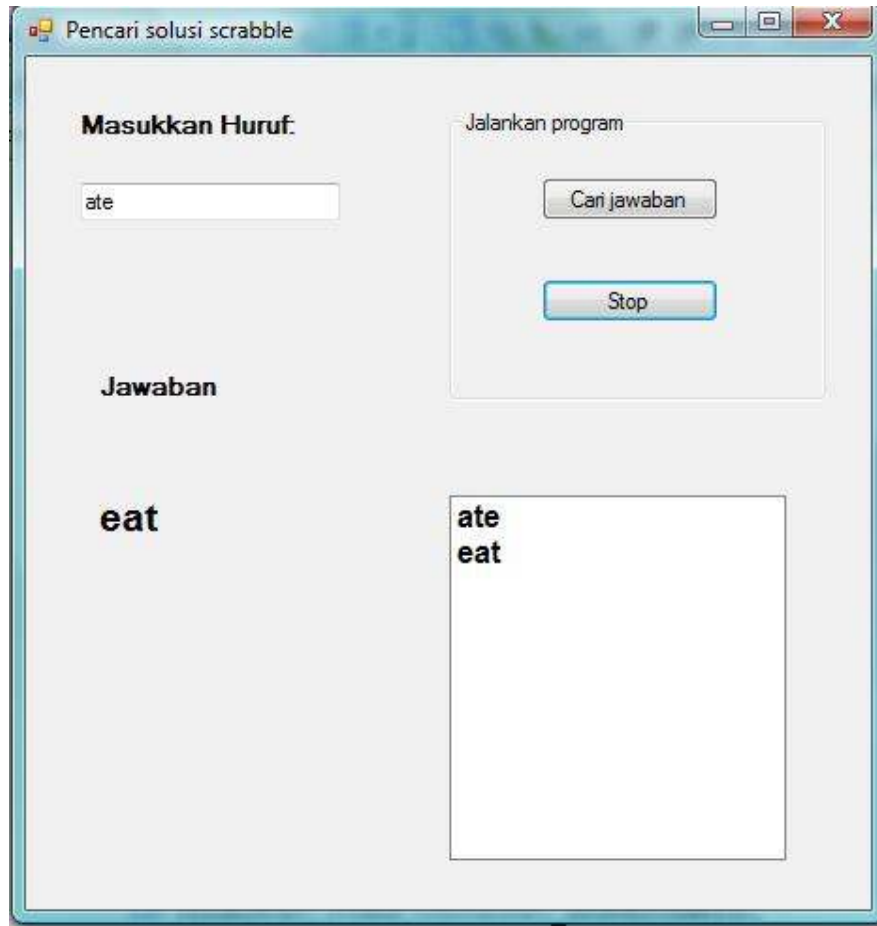 Pencari solusi scrabble
Masukkan Huruf:
ate
Jalankan program
Cari jawaban
Stop
Jawaban
eat
ate
eat